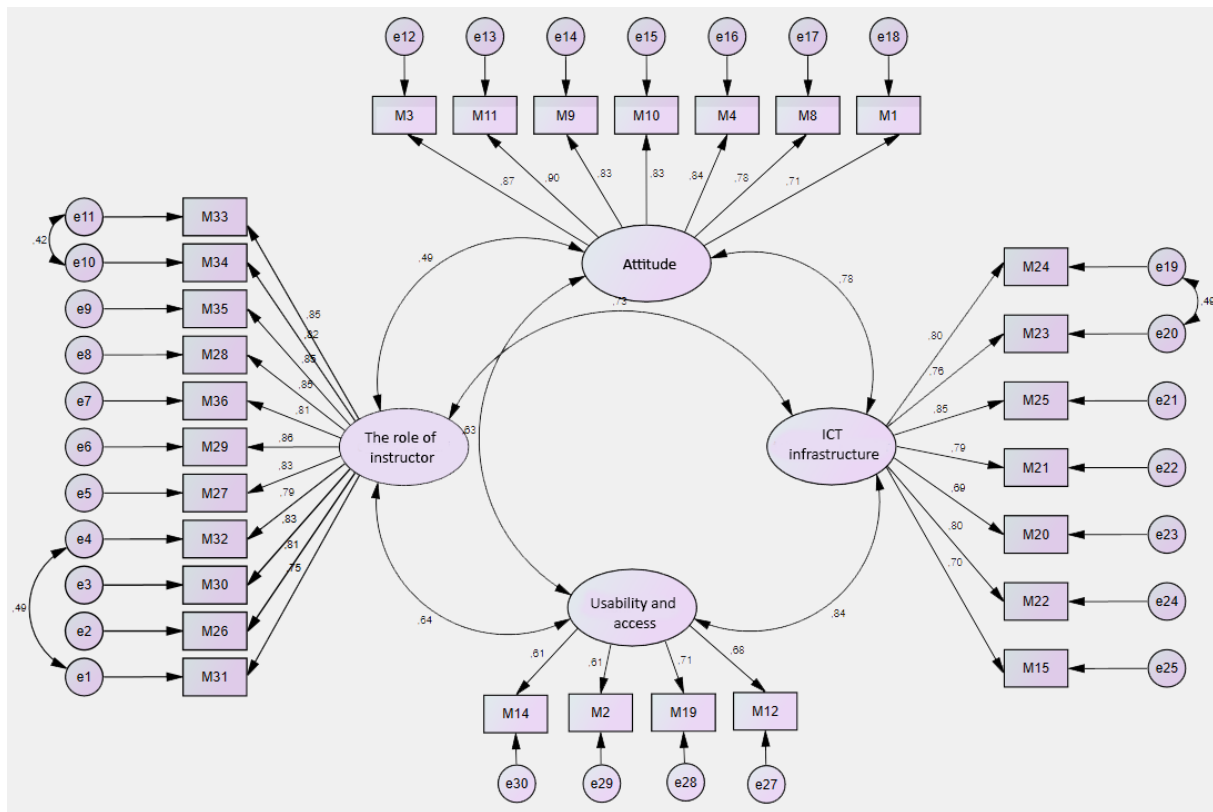 e12 e13 e14 e15 e16 e17 e18
M3 M11 M9 M10 M4 M8 M1
.87 .90 .83 .83 .84 .78 .71
Attitude
e11 M33
.42
e10 M34
e9 M35
e8 M28
e7 M36
e6 M29
e5 M27
e4 M32
e3 M30
.49
e2 M26
e1 M31
.85
.82
.85
.85
.81
.86
.83
.79
.83
.81
.75
The role of
instructor
.49
.73
.78
.63
.64
.84
ICT
infrastructure
.80
.76
.85
.79
.69
.80
.70
M24 e19
.49
M23 e20
M25 e21
M21 e22
M20 e23
M22 e24
M15 e25
Usability and
access
.61 .61 .71 .68
M14 M2 M19 M12
e30 e29 e28 e27